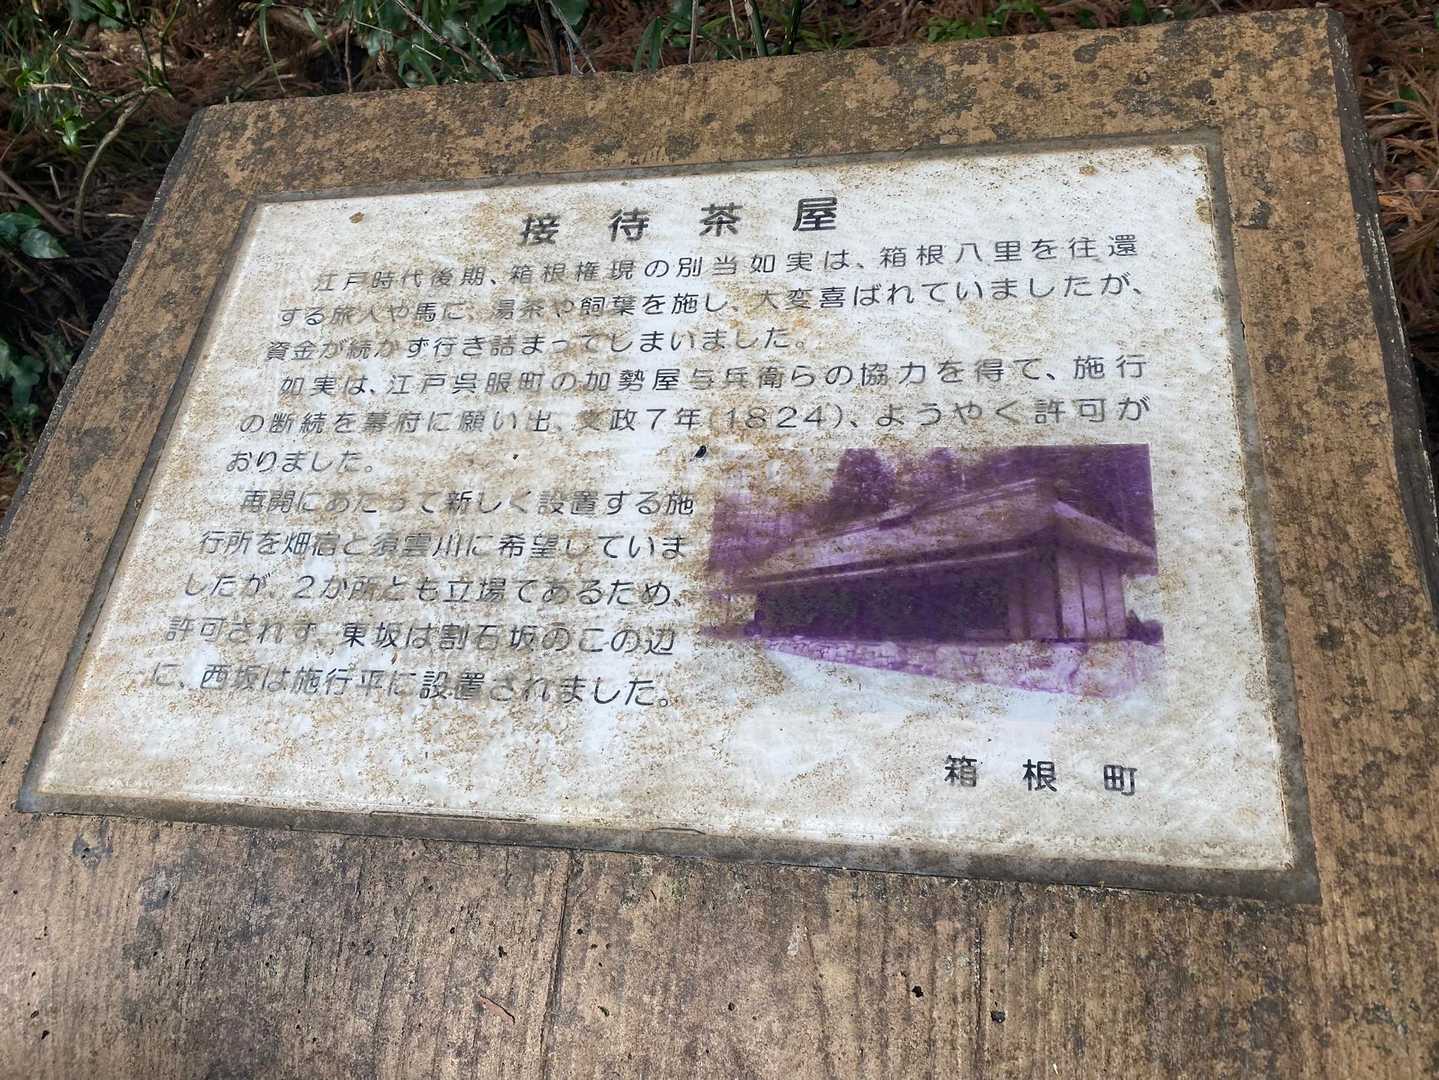 接待茶屋
江戸時代後期、箱根権現の別当如実は、箱根八里を往還
する旅人や馬に、湯茶や飼葉を施し、大変喜ばれていましたが、
資金が続かず行き詰まってしまいました。
如実は、江戸呉服町の加勢屋与兵衛らの協力を得て、施行
の断続を幕府に願い出、文政7年(1824)、ようやく許可が
おりました。
再開にあたって新しく設置する施
行所を畑宿と須雲川に希望していま
したが、2か所とも立場であるため、
許可されず、東坂は割石坂のこの辺
に、西坂は施行平に設置されました。
箱根町